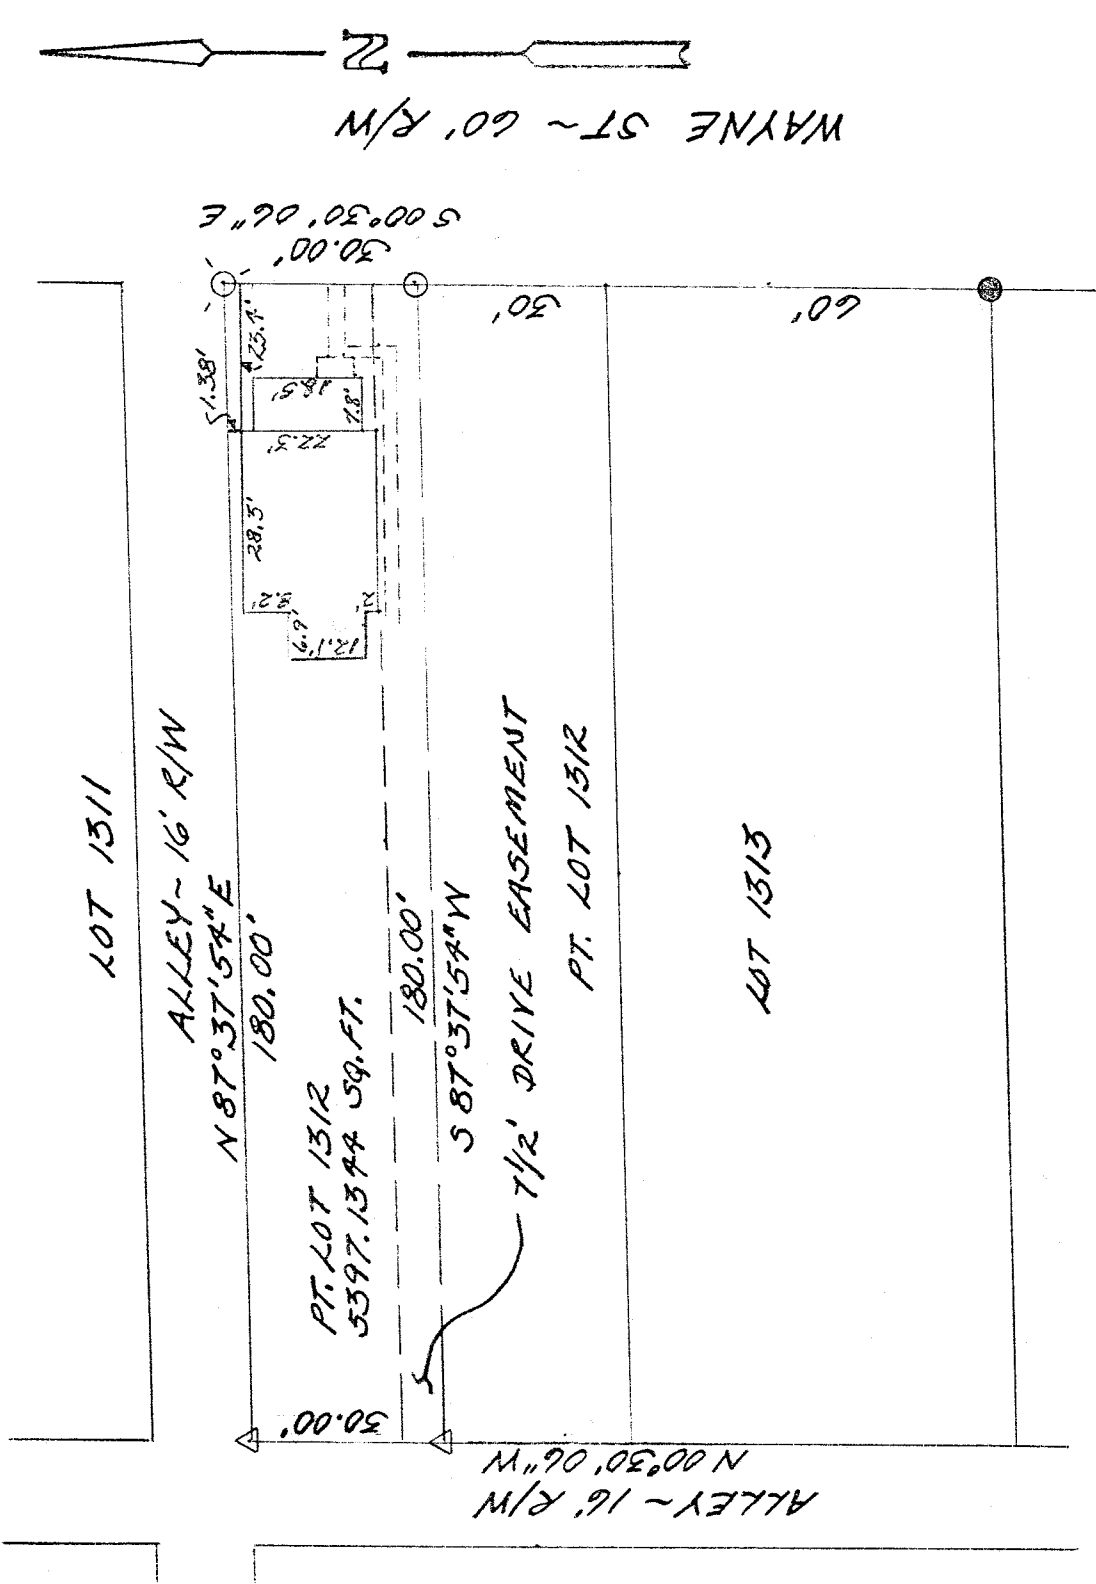 N
WAYNE ST ~ 60' R/W
S 00°30'06" E
30.00'
30'
60'
1.38'
23.4'
18.5'
7.8'
22.3'
28.3'
8.2'
2'
6.9'
12.1'
LOT 1311
ALLEY ~ 16' R/W
N 87°37'54" E
180.00'
PT. LOT 1312
5397.1344 SQ. FT.
180.00'
S 87°37'54" W
7 1/2' DRIVE EASEMENT
PT. LOT 1312
LOT 1313
30.00'
N 00°30'06" W
ALLEY ~ 16' R/W